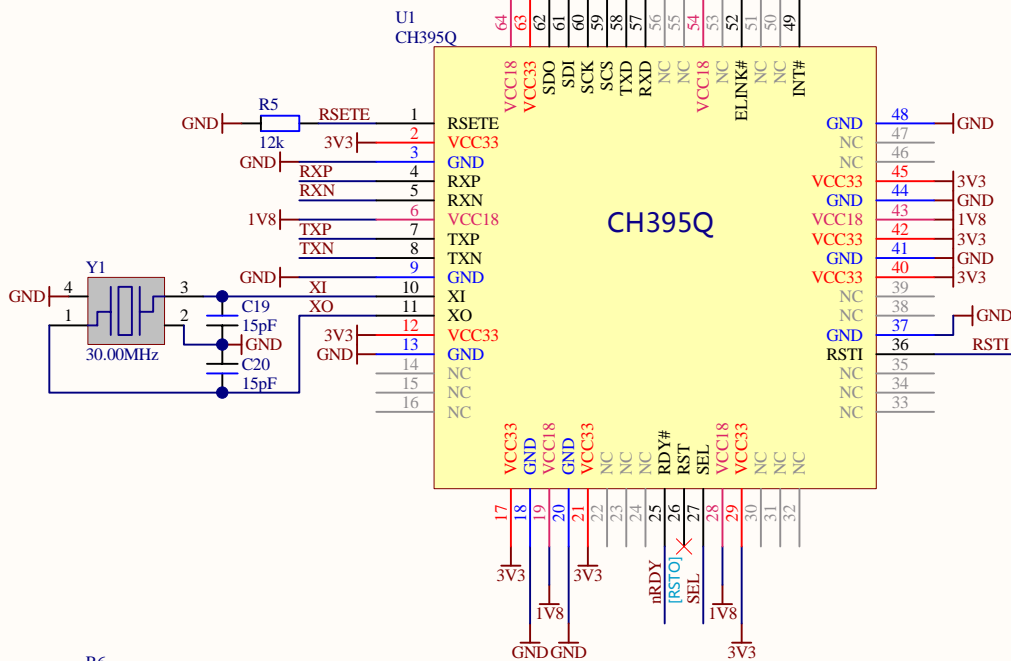 U1
CH395Q
64
63
62
61
60
59
58
57
56
55
54
53
52
51
50
49
VCC18
VCC33
SDO
SDI
SCK
SCS
TXD
RXD
NC
NC
VCC18
NC
ELINK#
NC
NC
INT#
R5
12k
GND
RSETE
1
RSETE
3V3
2
VCC33
GND
3
GND
RXP
4
RXP
RXN
5
RXN
1V8
6
VCC18
TXP
7
TXP
TXN
8
TXN
GND
9
GND
XI
10
XI
XO
11
XO
3V3
12
VCC33
GND
13
GND
14
NC
15
NC
16
NC
Y1
GND
4
3
1
2
30.00MHz
C19
15pF
GND
C20
15pF
CH395Q
GND
48
GND
NC
47
NC
46
VCC33
45
3V3
GND
44
GND
VCC18
43
1V8
VCC33
42
3V3
GND
41
GND
VCC33
40
3V3
NC
39
NC
38
GND
37
GND
RSTI
36
RSTI
NC
35
NC
34
NC
33
VCC33
GND
VCC18
GND
VCC33
NC
NC
NC
RDY#
RST
SEL
VCC18
VCC33
NC
NC
NC
17
18
19
20
21
22
23
24
25
26
27
28
29
30
31
32
3V3
3V3
nRDY
[RSTO]
SEL
1V8
1V8
GND
GND
3V3